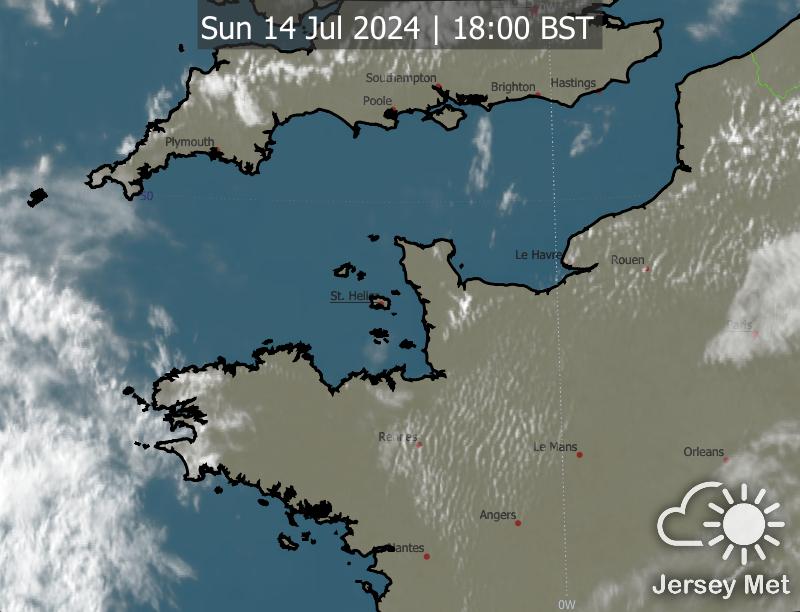 Sun 14 Jul 2024 | 18:00 BST
Southampton
Brighton
Hastings
Poole
Plymouth
50
Le Havre
Rouen
St. Helier
Paris
Rennes
Le Mans
Orleans
Angers
Nantes
Jersey Met
0W